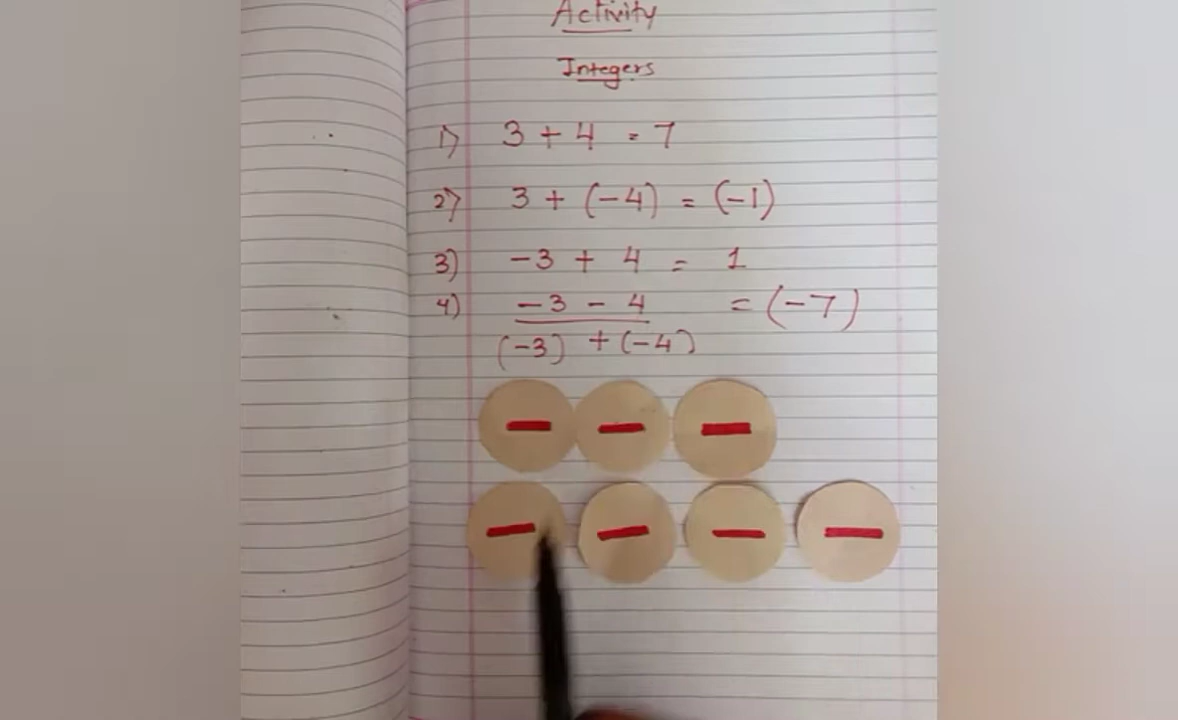 Activity
Integers
1) 3 + 4 = 7
2) 3 + (-4) = (-1)
3) -3 + 4 = 1
4) -3 - 4 = (-7)
(-3) + (-4)
- - -
- - - -